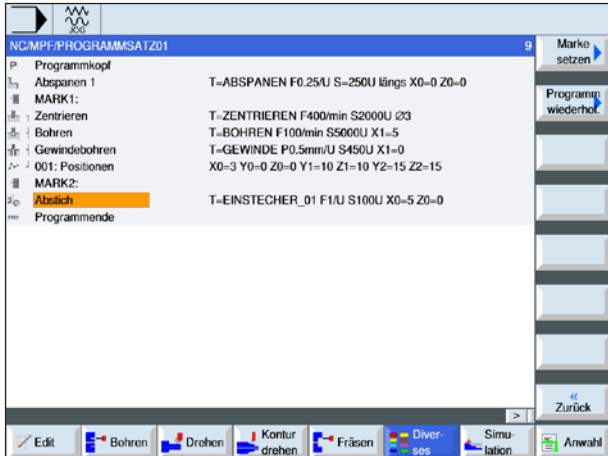 JOG
NC/MPF/PROGRAMMSATZ01 9
P Programmkopf
Abspanen 1 T=ABSPANEN F0.25/U S=250U längs X0=0 Z0=0
MARK1:
Zentrieren T=ZENTRIEREN F400/min S2000U Ø3
Bohren T=BOHREN F100/min S5000U X1=5
Gewindebohren T=GEWINDE P0.5mm/U S450U X1=0
001: Positionen X0=3 Y0=0 Z0=0 Y1=10 Z1=10 Y2=15 Z2=15
MARK2:
Abstich T=EINSTECHER_01 F1/U S100U X0=5 Z0=0
END Programmende
Marke
setzen
Programm
wiederhol.
«
Zurück
>
Edit
Bohren
Drehen
Kontur
drehen
Fräsen
Diver-
ses
Simu-
lation
Anwahl